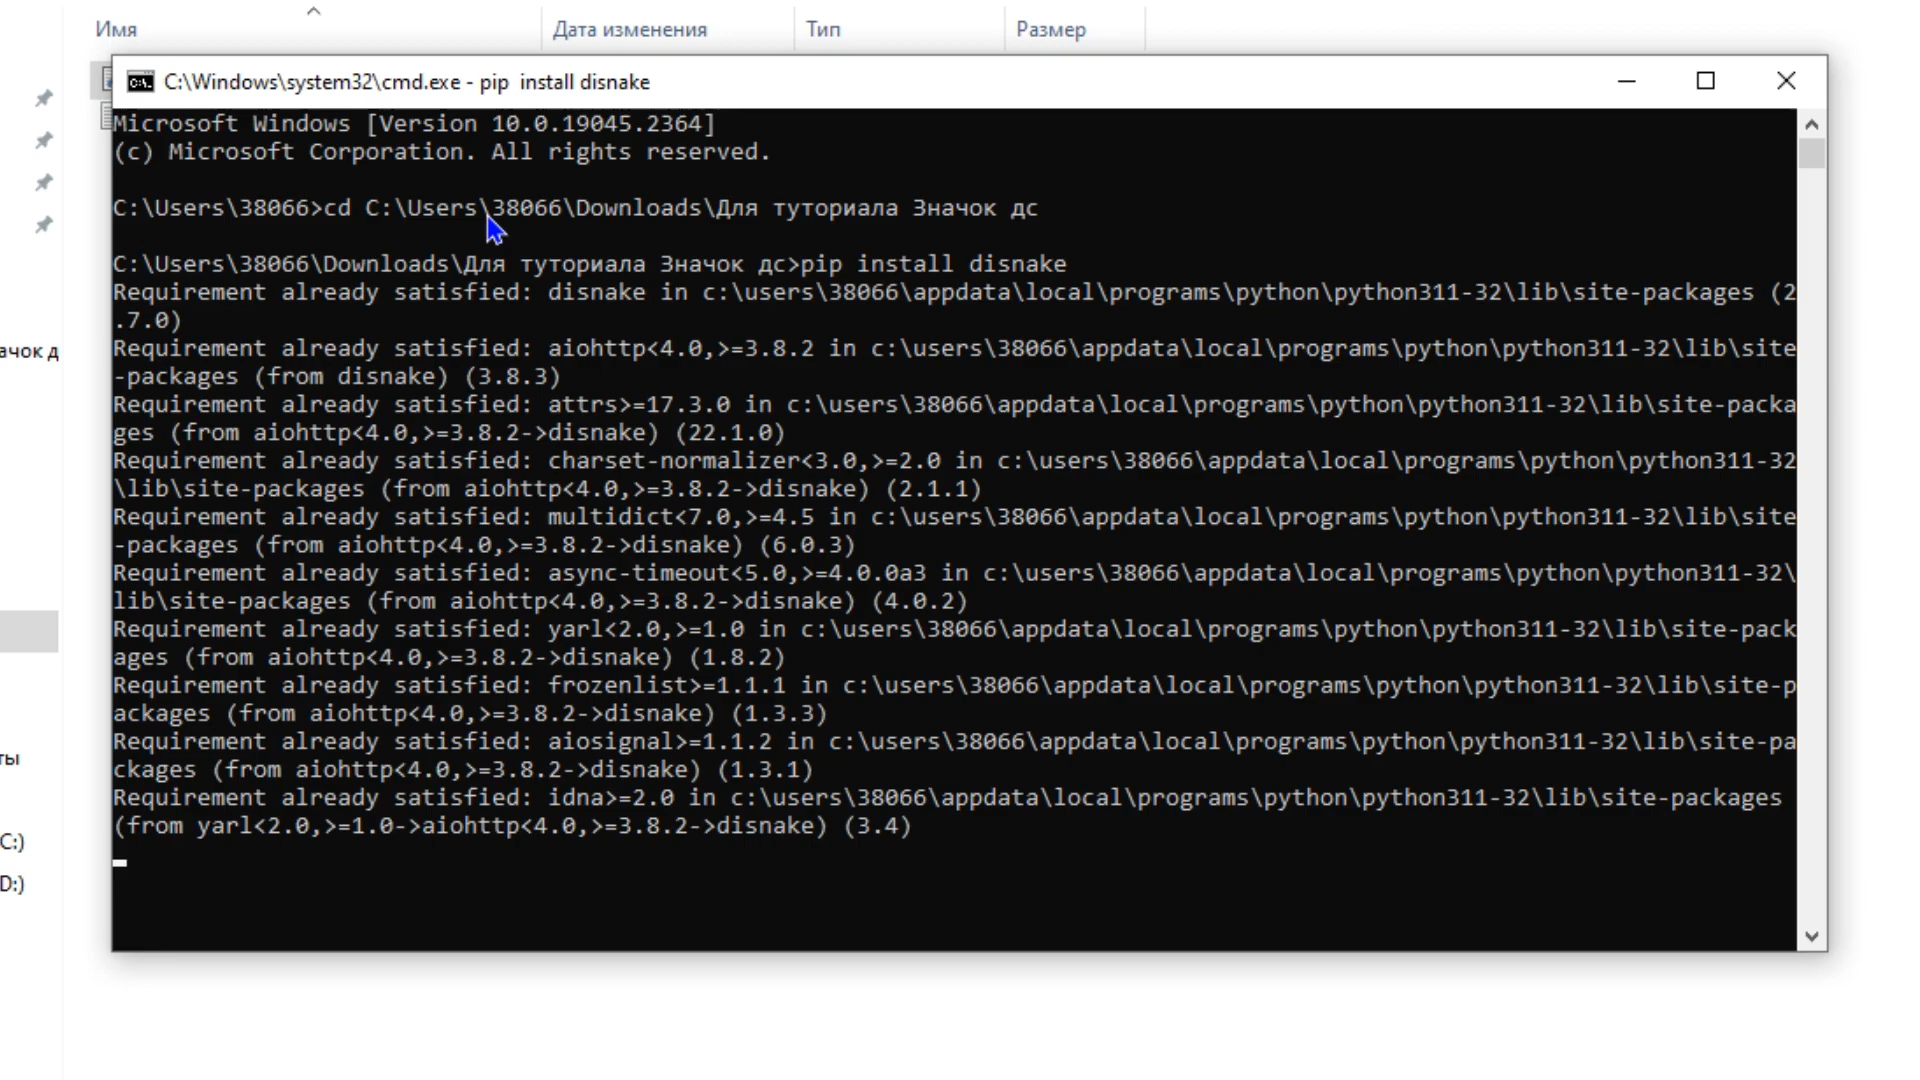 Имя Дата изменения Тип Размер
C:\Windows\system32\cmd.exe - pip  install disnake
Microsoft Windows [Version 10.0.19045.2364]
(c) Microsoft Corporation. All rights reserved.
C:\Users\38066>cd C:\Users\38066\Downloads\Для туториала Значок дс
C:\Users\38066\Downloads\Для туториала Значок дс>pip install disnake
Requirement already satisfied: disnake in c:\users\38066\appdata\local\programs\python\python311-32\lib\site-packages (2
.7.0)
Requirement already satisfied: aiohttp<4.0,>=3.8.2 in c:\users\38066\appdata\local\programs\python\python311-32\lib\site
-packages (from disnake) (3.8.3)
Requirement already satisfied: attrs>=17.3.0 in c:\users\38066\appdata\local\programs\python\python311-32\lib\site-packa
ges (from aiohttp<4.0,>=3.8.2->disnake) (22.1.0)
Requirement already satisfied: charset-normalizer<3.0,>=2.0 in c:\users\38066\appdata\local\programs\python\python311-32
\lib\site-packages (from aiohttp<4.0,>=3.8.2->disnake) (2.1.1)
Requirement already satisfied: multidict<7.0,>=4.5 in c:\users\38066\appdata\local\programs\python\python311-32\lib\site
-packages (from aiohttp<4.0,>=3.8.2->disnake) (6.0.3)
Requirement already satisfied: async-timeout<5.0,>=4.0.0a3 in c:\users\38066\appdata\local\programs\python\python311-32\
lib\site-packages (from aiohttp<4.0,>=3.8.2->disnake) (4.0.2)
Requirement already satisfied: yarl<2.0,>=1.0 in c:\users\38066\appdata\local\programs\python\python311-32\lib\site-pack
ages (from aiohttp<4.0,>=3.8.2->disnake) (1.8.2)
Requirement already satisfied: frozenlist>=1.1.1 in c:\users\38066\appdata\local\programs\python\python311-32\lib\site-p
ackages (from aiohttp<4.0,>=3.8.2->disnake) (1.3.3)
Requirement already satisfied: aiosignal>=1.1.2 in c:\users\38066\appdata\local\programs\python\python311-32\lib\site-pa
ckages (from aiohttp<4.0,>=3.8.2->disnake) (1.3.1)
Requirement already satisfied: idna>=2.0 in c:\users\38066\appdata\local\programs\python\python311-32\lib\site-packages
(from yarl<2.0,>=1.0->aiohttp<4.0,>=3.8.2->disnake) (3.4)
ачок д
ты
C:)
D:)